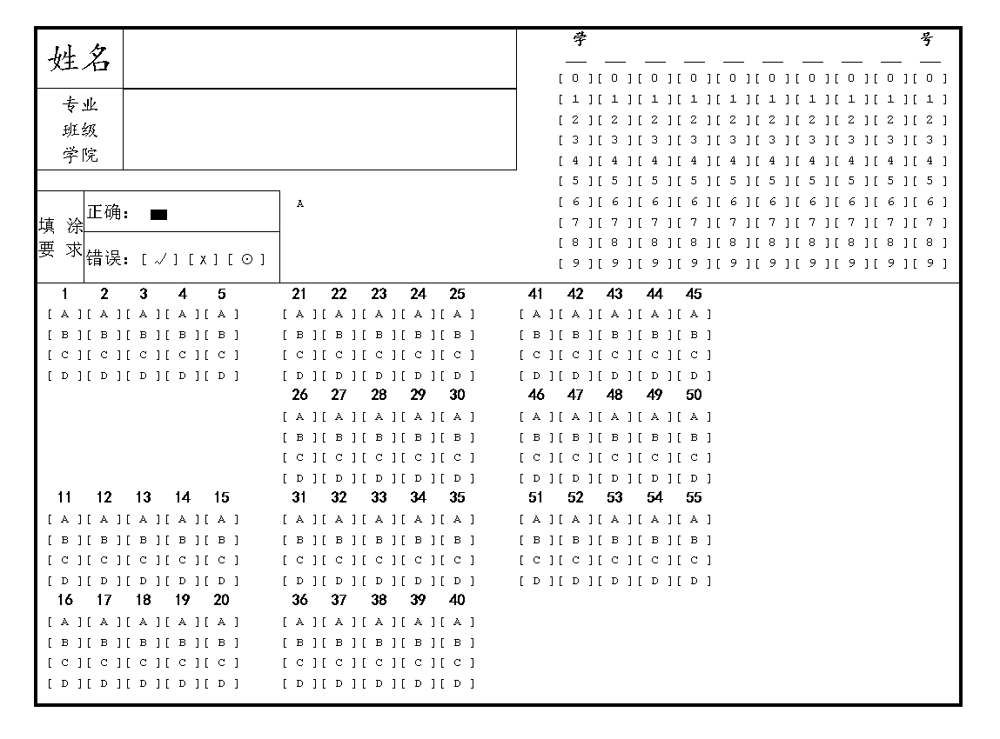 学 号
姓名
专业
班级
学院
[ 0 ][ 0 ][ 0 ][ 0 ][ 0 ][ 0 ][ 0 ][ 0 ][ 0 ][ 0 ]
[ 1 ][ 1 ][ 1 ][ 1 ][ 1 ][ 1 ][ 1 ][ 1 ][ 1 ][ 1 ]
[ 2 ][ 2 ][ 2 ][ 2 ][ 2 ][ 2 ][ 2 ][ 2 ][ 2 ][ 2 ]
[ 3 ][ 3 ][ 3 ][ 3 ][ 3 ][ 3 ][ 3 ][ 3 ][ 3 ][ 3 ]
[ 4 ][ 4 ][ 4 ][ 4 ][ 4 ][ 4 ][ 4 ][ 4 ][ 4 ][ 4 ]
[ 5 ][ 5 ][ 5 ][ 5 ][ 5 ][ 5 ][ 5 ][ 5 ][ 5 ][ 5 ]
[ 6 ][ 6 ][ 6 ][ 6 ][ 6 ][ 6 ][ 6 ][ 6 ][ 6 ][ 6 ]
[ 7 ][ 7 ][ 7 ][ 7 ][ 7 ][ 7 ][ 7 ][ 7 ][ 7 ][ 7 ]
[ 8 ][ 8 ][ 8 ][ 8 ][ 8 ][ 8 ][ 8 ][ 8 ][ 8 ][ 8 ]
[ 9 ][ 9 ][ 9 ][ 9 ][ 9 ][ 9 ][ 9 ][ 9 ][ 9 ][ 9 ]
填 涂
要 求
正确: ■
错误: [ √ ] [ X ] [ ⊙ ]
A
1 2 3 4 5 21 22 23 24 25 41 42 43 44 45
[ A ][ A ][ A ][ A ][ A ] [ A ][ A ][ A ][ A ][ A ] [ A ][ A ][ A ][ A ][ A ]
[ B ][ B ][ B ][ B ][ B ] [ B ][ B ][ B ][ B ][ B ] [ B ][ B ][ B ][ B ][ B ]
[ C ][ C ][ C ][ C ][ C ] [ C ][ C ][ C ][ C ][ C ] [ C ][ C ][ C ][ C ][ C ]
[ D ][ D ][ D ][ D ][ D ] [ D ][ D ][ D ][ D ][ D ] [ D ][ D ][ D ][ D ][ D ]
26 27 28 29 30 46 47 48 49 50
[ A ][ A ][ A ][ A ][ A ] [ A ][ A ][ A ][ A ][ A ]
[ B ][ B ][ B ][ B ][ B ] [ B ][ B ][ B ][ B ][ B ]
[ C ][ C ][ C ][ C ][ C ] [ C ][ C ][ C ][ C ][ C ]
[ D ][ D ][ D ][ D ][ D ] [ D ][ D ][ D ][ D ][ D ]
11 12 13 14 15 31 32 33 34 35 51 52 53 54 55
[ A ][ A ][ A ][ A ][ A ] [ A ][ A ][ A ][ A ][ A ] [ A ][ A ][ A ][ A ][ A ]
[ B ][ B ][ B ][ B ][ B ] [ B ][ B ][ B ][ B ][ B ] [ B ][ B ][ B ][ B ][ B ]
[ C ][ C ][ C ][ C ][ C ] [ C ][ C ][ C ][ C ][ C ] [ C ][ C ][ C ][ C ][ C ]
[ D ][ D ][ D ][ D ][ D ] [ D ][ D ][ D ][ D ][ D ] [ D ][ D ][ D ][ D ][ D ]
16 17 18 19 20 36 37 38 39 40
[ A ][ A ][ A ][ A ][ A ] [ A ][ A ][ A ][ A ][ A ]
[ B ][ B ][ B ][ B ][ B ] [ B ][ B ][ B ][ B ][ B ]
[ C ][ C ][ C ][ C ][ C ] [ C ][ C ][ C ][ C ][ C ]
[ D ][ D ][ D ][ D ][ D ] [ D ][ D ][ D ][ D ][ D ]